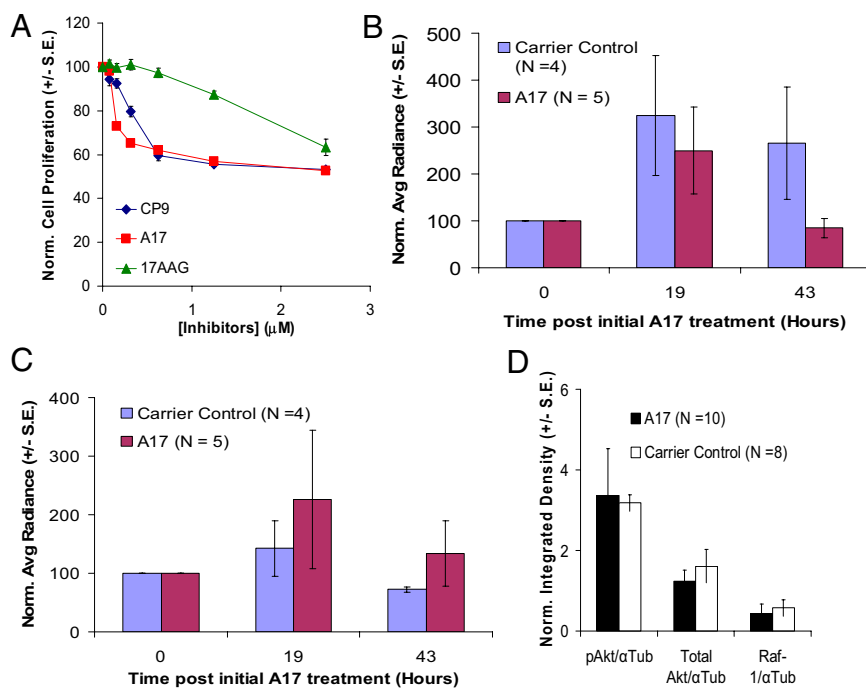 A
Norm. Cell Proliferation (+/- S.E.)
120
100
80
60
40
20
0
CP9
A17
17AAG
0
1
2
3
[Inhibitors] (μM)
B
Norm. Avg Radiance (+/- S.E.)
500
400
300
200
100
0
Carrier Control
(N =4)
A17 (N = 5)
0
19
43
Time post initial A17 treatment (Hours)
C
Norm. Avg Radiance (+/- S.E.)
400
300
200
100
0
Carrier Control (N =4)
A17 (N = 5)
0
19
43
Time post initial A17 treatment (Hours)
D
Norm. Integrated Density (+/- S.E.)
6
4
2
0
A17 (N =10)
Carrier Control (N =8)
pAkt/αTub
Total
Akt/αTub
Raf-
1/αTub